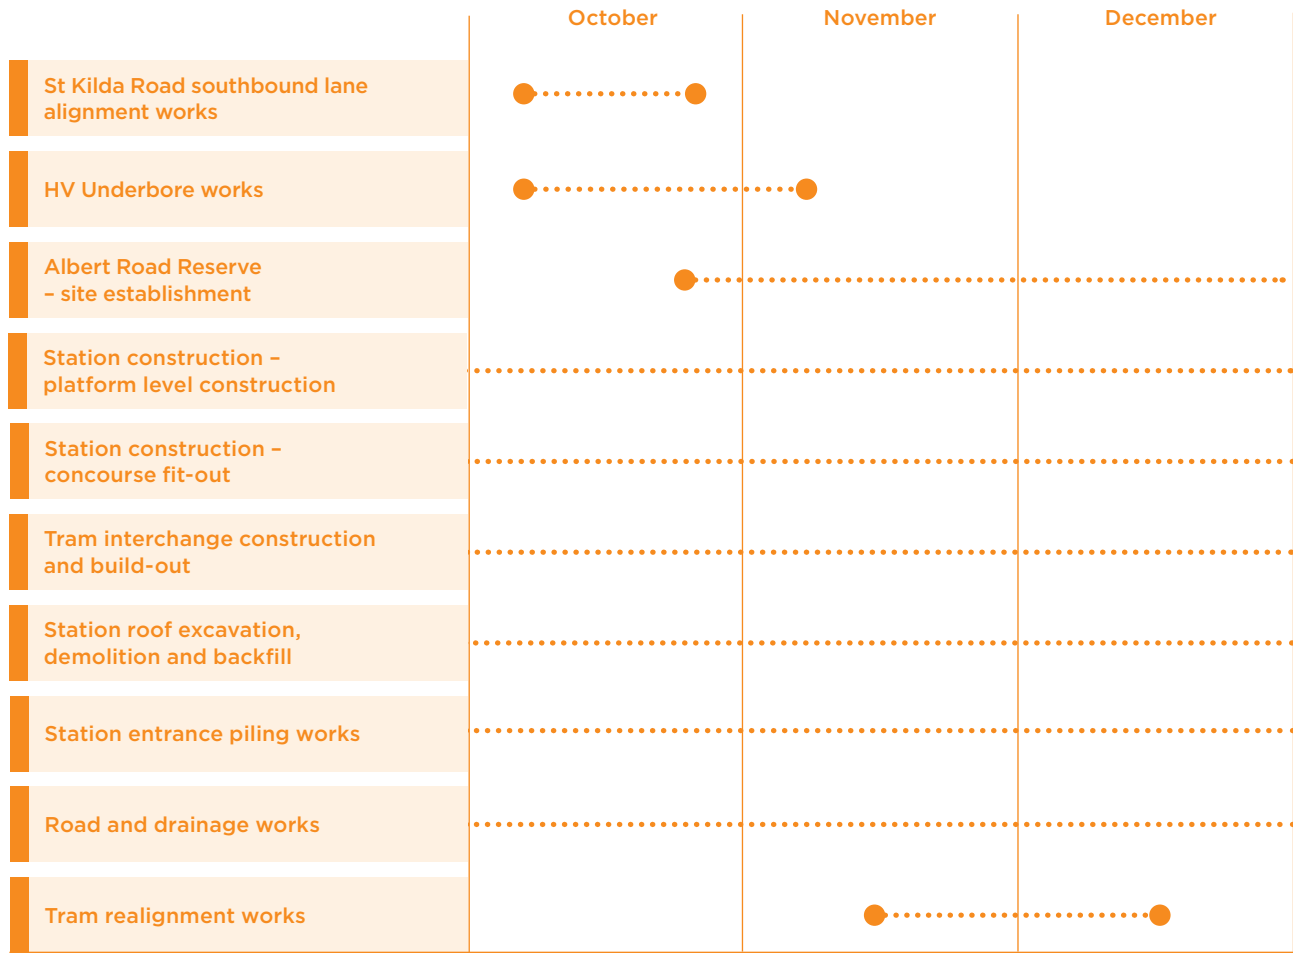 October
November
December
St Kilda Road southbound lane
alignment works
HV Underbore works
Albert Road Reserve
– site establishment
Station construction –
platform level construction
Station construction –
concourse fit-out
Tram interchange construction
and build-out
Station roof excavation,
demolition and backfill
Station entrance piling works
Road and drainage works
Tram realignment works